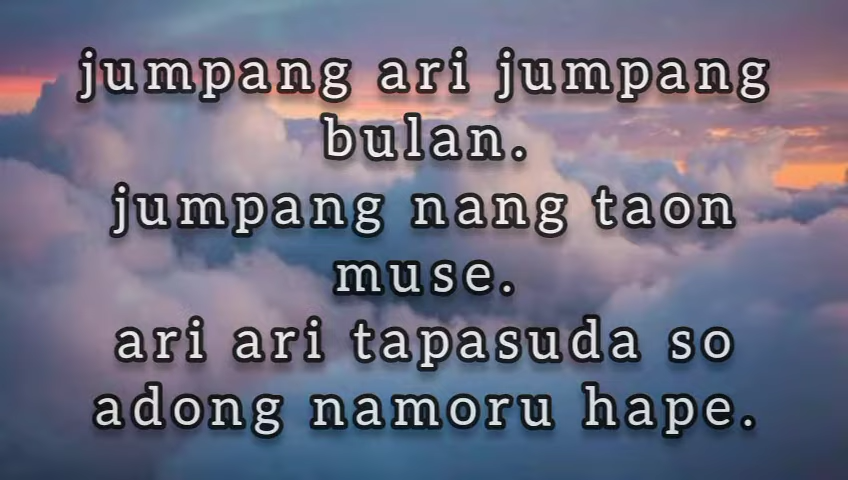 jumpang ari jumpang
bulan.
jumpang nang taon
muse.
ari ari tapasuda so
adong namoru hape.